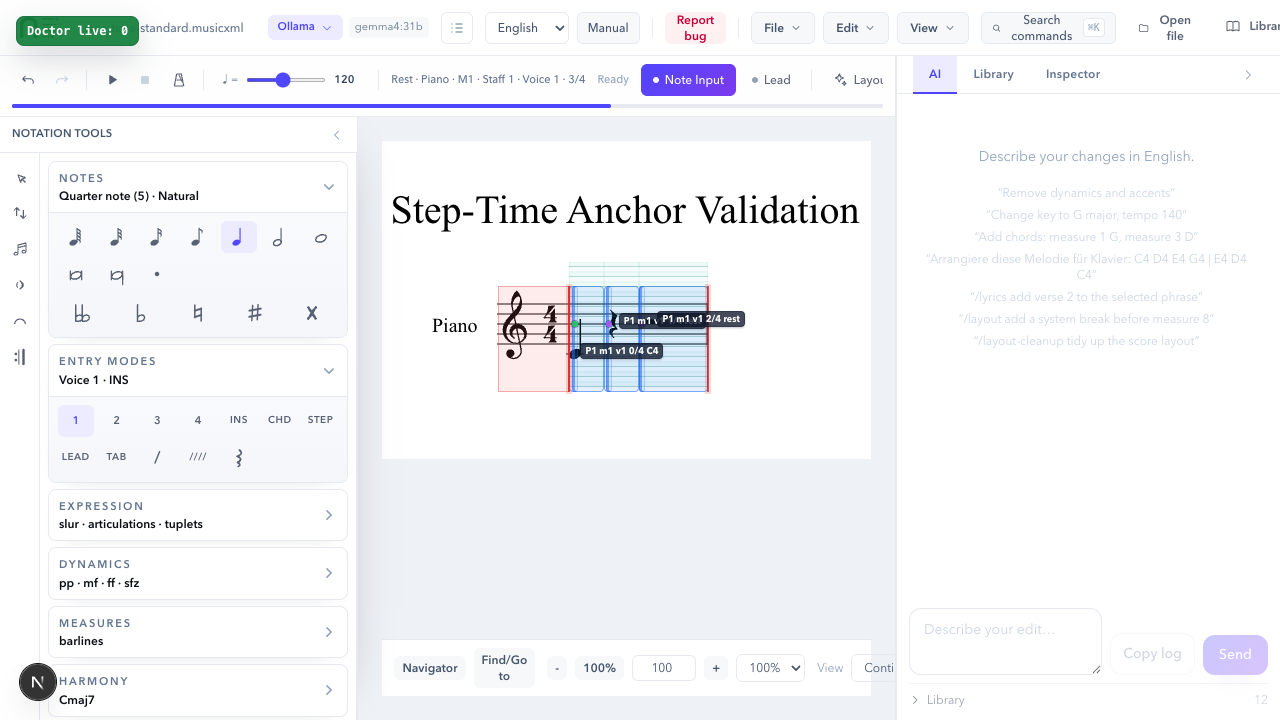 Doctor live: 0
standard.musicxml
Ollama
gemma4:31b
English
Manual
Report bug
File
Edit
View
Search commands
⌘K
Open file
♩ =
120
Rest · Piano · M1 · Staff 1 · Voice 1 · 3/4
Ready
Note Input
Lead
AI
Library
Inspector
NOTATION TOOLS
NOTES
Quarter note (5) · Natural
ENTRY MODES
Voice 1 · INS
1
2
3
4
INS
CHD
STEP
LEAD
TAB
/
////
EXPRESSION
slur · articulations · tuplets
DYNAMICS
pp · mf · ff · sfz
MEASURES
barlines
HARMONY
Cmaj7
N
Step-Time Anchor Validation
Piano
4
4
P1 m1 v
P1 m1 v1 2/4 rest
P1 m1 v1 0/4 C4
Navigator
Find/Go to
-
100%
100
+
100%
View
Describe your changes in English.
“Remove dynamics and accents”
“Change key to G major, tempo 140”
“Add chords: measure 1 G, measure 3 D”
“Arrangiere diese Melodie für Klavier: C4 D4 E4 G4 | E4 D4
C4”
“/lyrics add verse 2 to the selected phrase”
“/layout add a system break before measure 8”
“/layout-cleanup tidy up the score layout”
Describe your edit...
Copy log
Send
Library
12